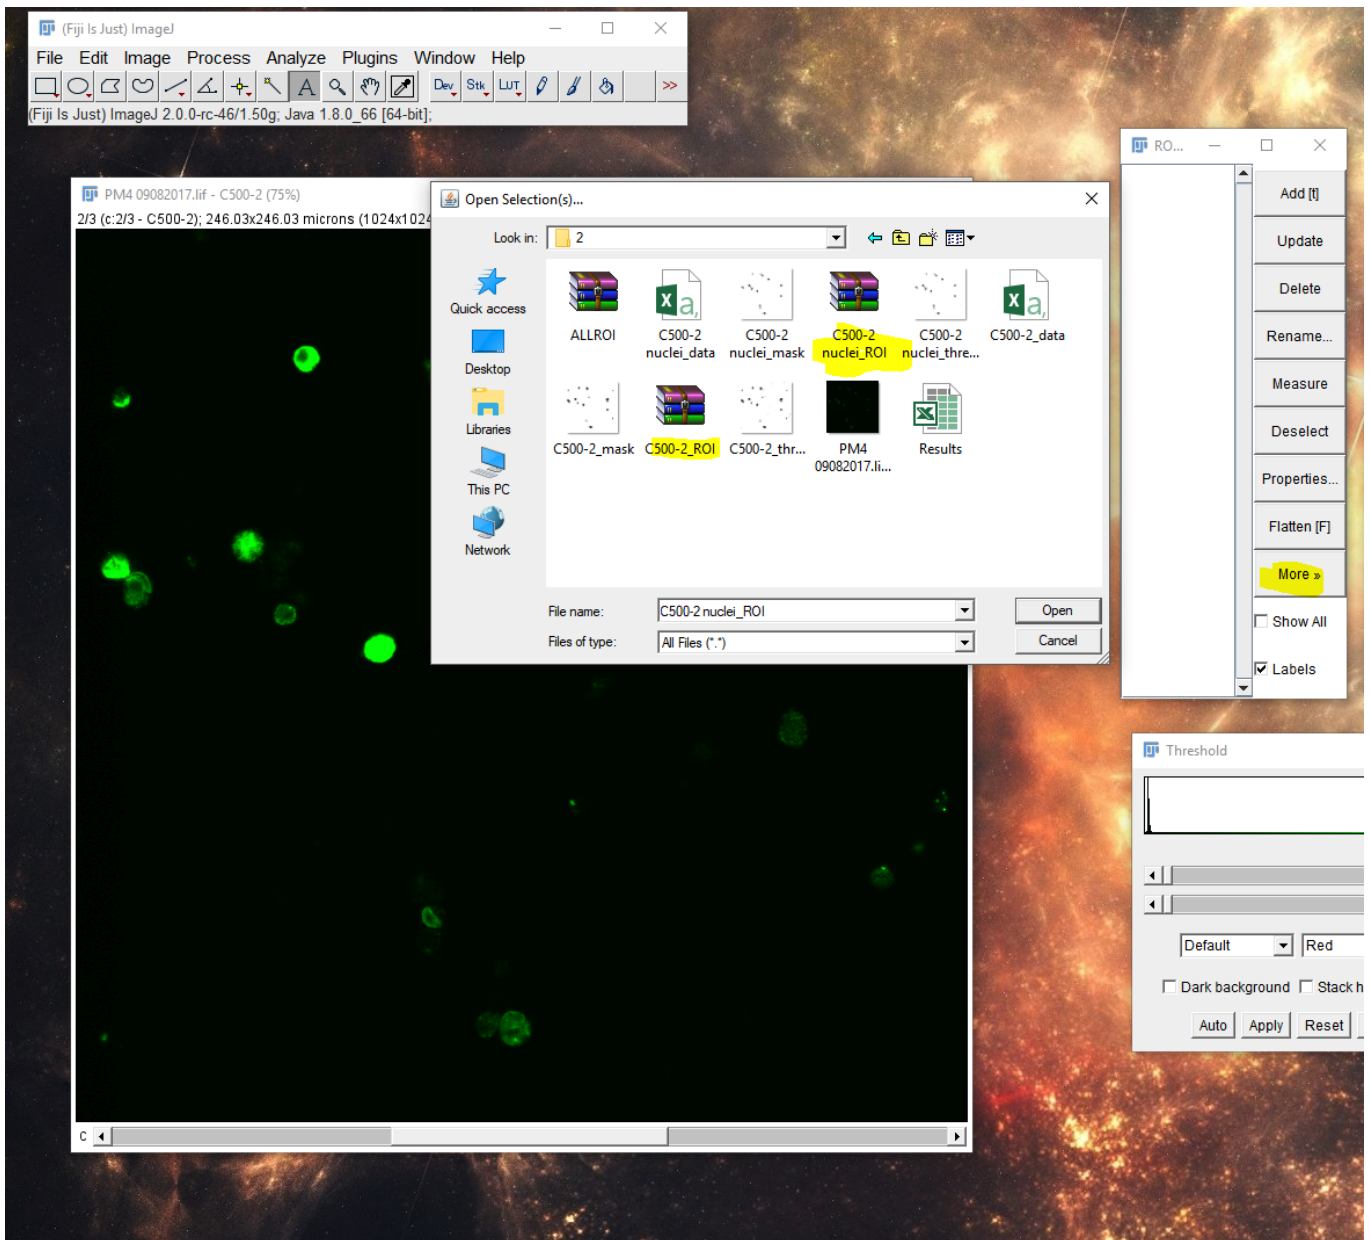 (Fiji Is Just) ImageJ
File Edit Image Process Analyze Plugins Window Help
A Dev Stk LUT >>
(Fiji Is Just) ImageJ 2.0.0-rc-46/1.50g; Java 1.8.0_66 [64-bit];
PM4 09082017.lif - C500-2 (75%)
2/3 (c:2/3 - C500-2); 246.03x246.03 microns (1024x1024
C
Open Selection(s)...
Look in: 2
Quick access
Desktop
Libraries
This PC
Network
ALLROI
C500-2
nuclei_data
C500-2
nuclei_mask
C500-2
nuclei_ROI
C500-2
nuclei_thre...
C500-2_data
C500-2_mask
C500-2_ROI
C500-2_thr...
PM4
09082017.li...
Results
File name: C500-2 nuclei_ROI
Open
Files of type: All Files (*.*)
Cancel
RO...
Add [t]
Update
Delete
Rename...
Measure
Deselect
Properties...
Flatten [F]
More »
Show All
Labels
Threshold
Default Red
Dark background Stack h
Auto Apply Reset